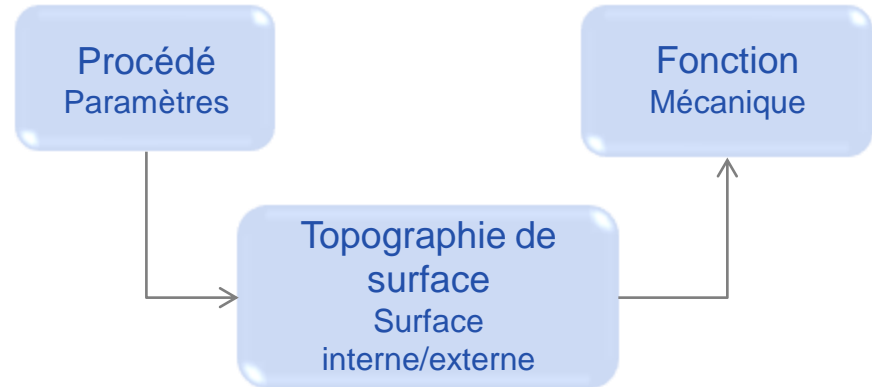 Procédé
Paramètres
Fonction
Mécanique
Topographie de
surface
Surface
interne/externe